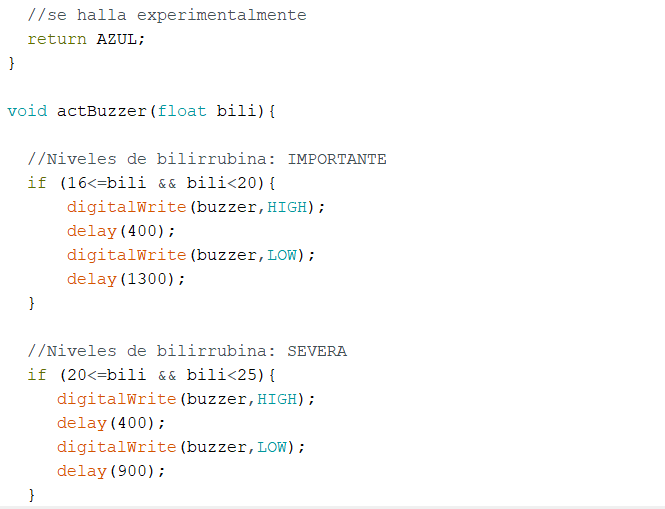 //se halla experimentalmente
return AZUL;
}
void actBuzzer(float bili){
//Niveles de bilirrubina: IMPORTANTE
if (16<=bili && bili<20){
digitalWrite(buzzer,HIGH);
delay(400);
digitalWrite(buzzer,LOW);
delay(1300);
}
//Niveles de bilirrubina: SEVERA
if (20<=bili && bili<25){
digitalWrite(buzzer,HIGH);
delay(400);
digitalWrite(buzzer,LOW);
delay(900);
}